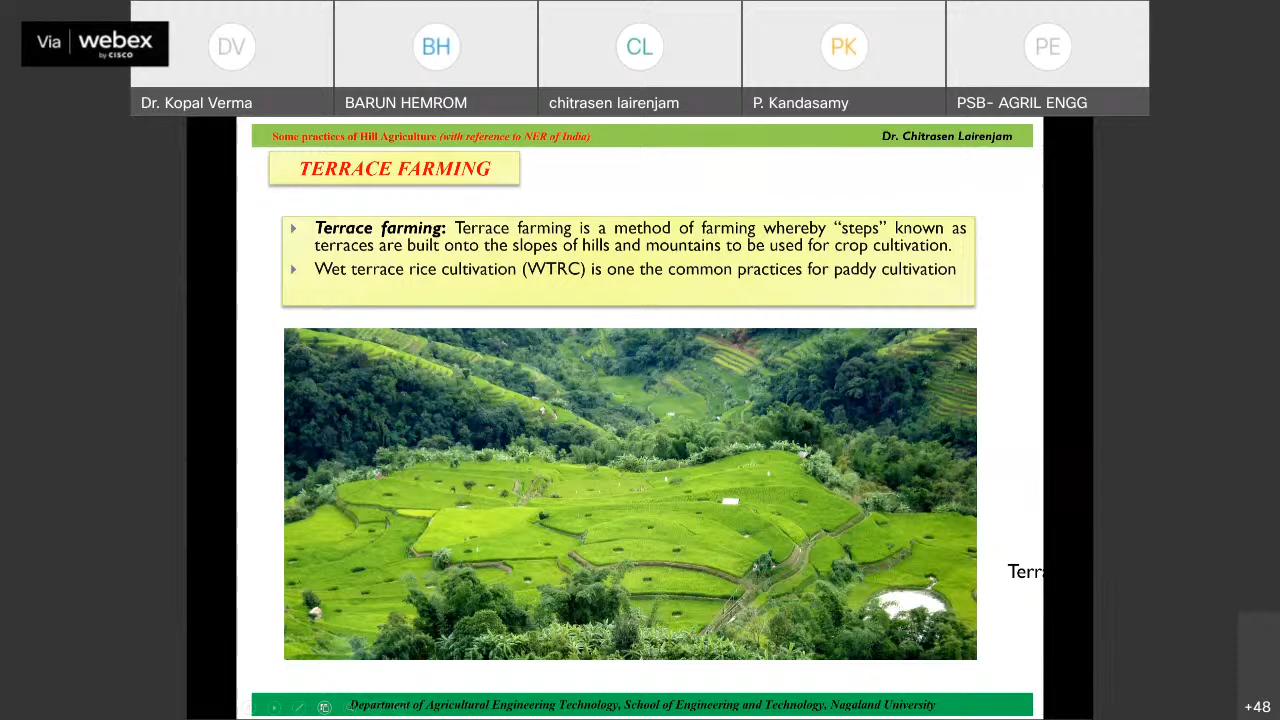 Via webex
by CISCO
DV BH CL PK PE
Dr. Kopal Verma BARUN HEMROM chitrasen lairenjam P. Kandasamy PSB- AGRIL ENGG
Some practices of Hill Agriculture (with reference to NER of India) Dr. Chitrasen Lairenjam
TERRACE FARMING
Terrace farming: Terrace farming is a method of farming whereby “steps” known as
terraces are built onto the slopes of hills and mountains to be used for crop cultivation.
Wet terrace rice cultivation (WTRC) is one the common practices for paddy cultivation
Department of Agricultural Engineering Technology, School of Engineering and Technology, Nagaland University
+48